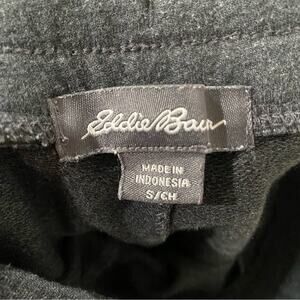 Eddie Bauer
MADE IN
INDONESIA
S/CH